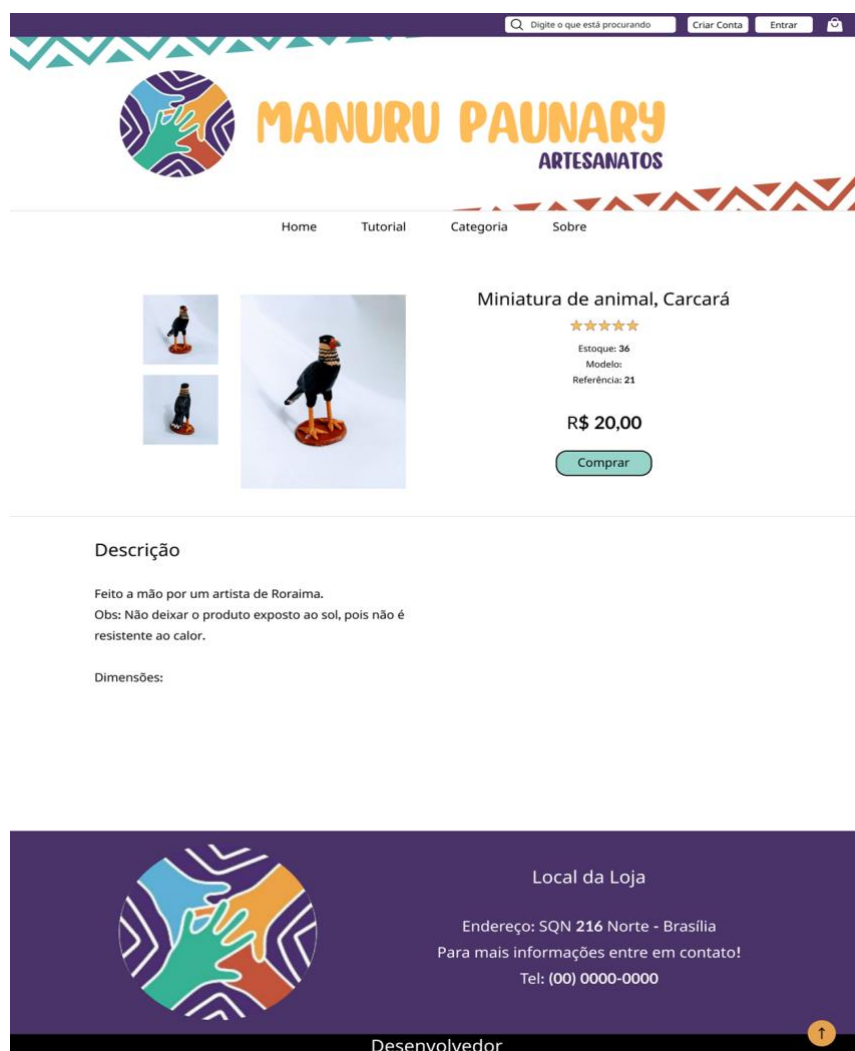 Digite o que está procurando
Criar Conta
Entrar
MANURU PAUNARY
ARTESANATOS
Home
Tutorial
Categoria
Sobre
Miniatura de animal, Carcará
Estoque: 36
Modelo:
Referência: 21
R$ 20,00
Comprar
Descrição
Feito a mão por um artista de Roraima.
Obs: Não deixar o produto exposto ao sol, pois não é
resistente ao calor.
Dimensões:
Local da Loja
Endereço: SQN 216 Norte - Brasília
Para mais informações entre em contato!
Tel: (00) 0000-0000
Desenvolvedor